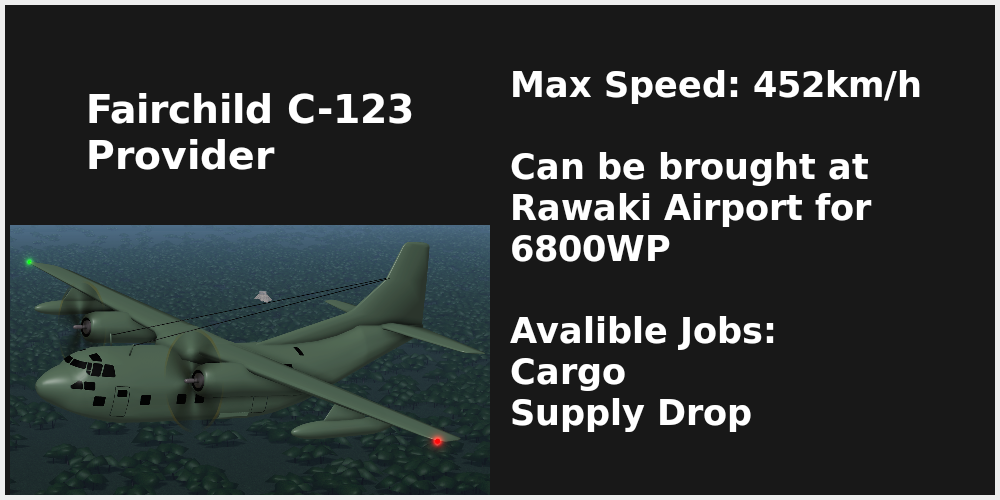 Fairchild C-123
Provider
Max Speed: 452km/h
Can be brought at
Rawaki Airport for
6800WP
Avalible Jobs:
Cargo
Supply Drop